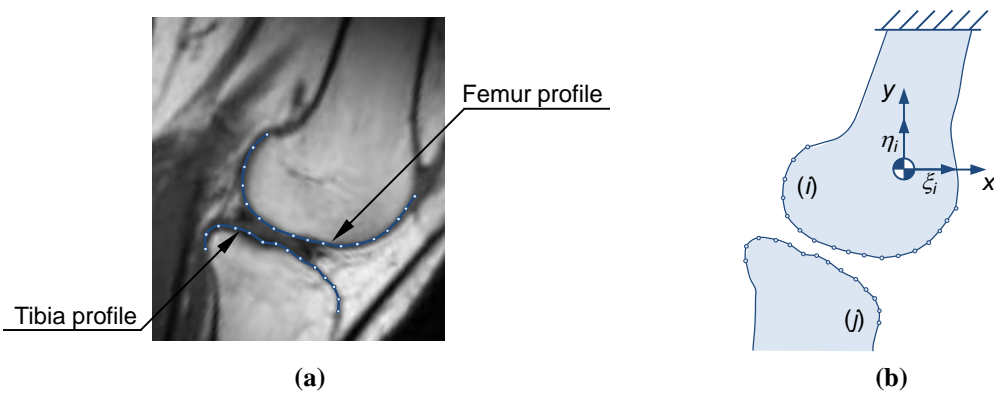 Femur profile
Tibia profile
y
ηi
x
ξi
(i)
(j)
(a)
(b)